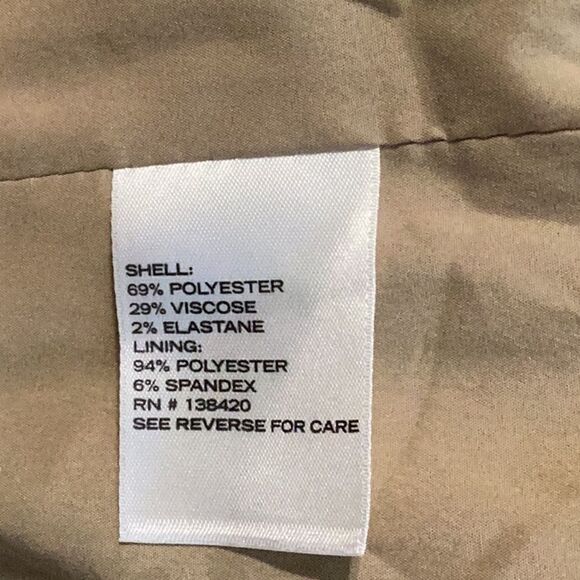 SHELL:
69% POLYESTER
29% VISCOSE
2% ELASTANE
LINING:
94% POLYESTER
6% SPANDEX
RN # 138420
SEE REVERSE FOR CARE